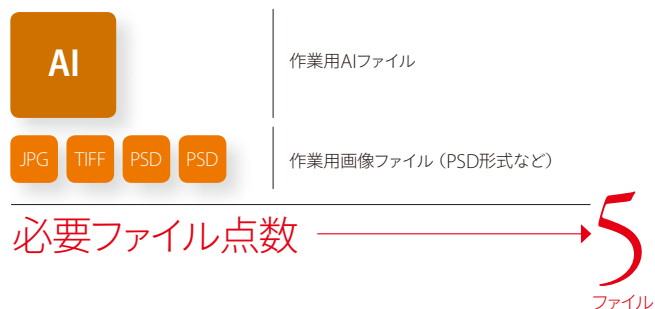 AI
作業用AIファイル
JPG TIFF PSD PSD
作業用画像ファイル（PSD形式など）
必要ファイル点数
5
ファイル